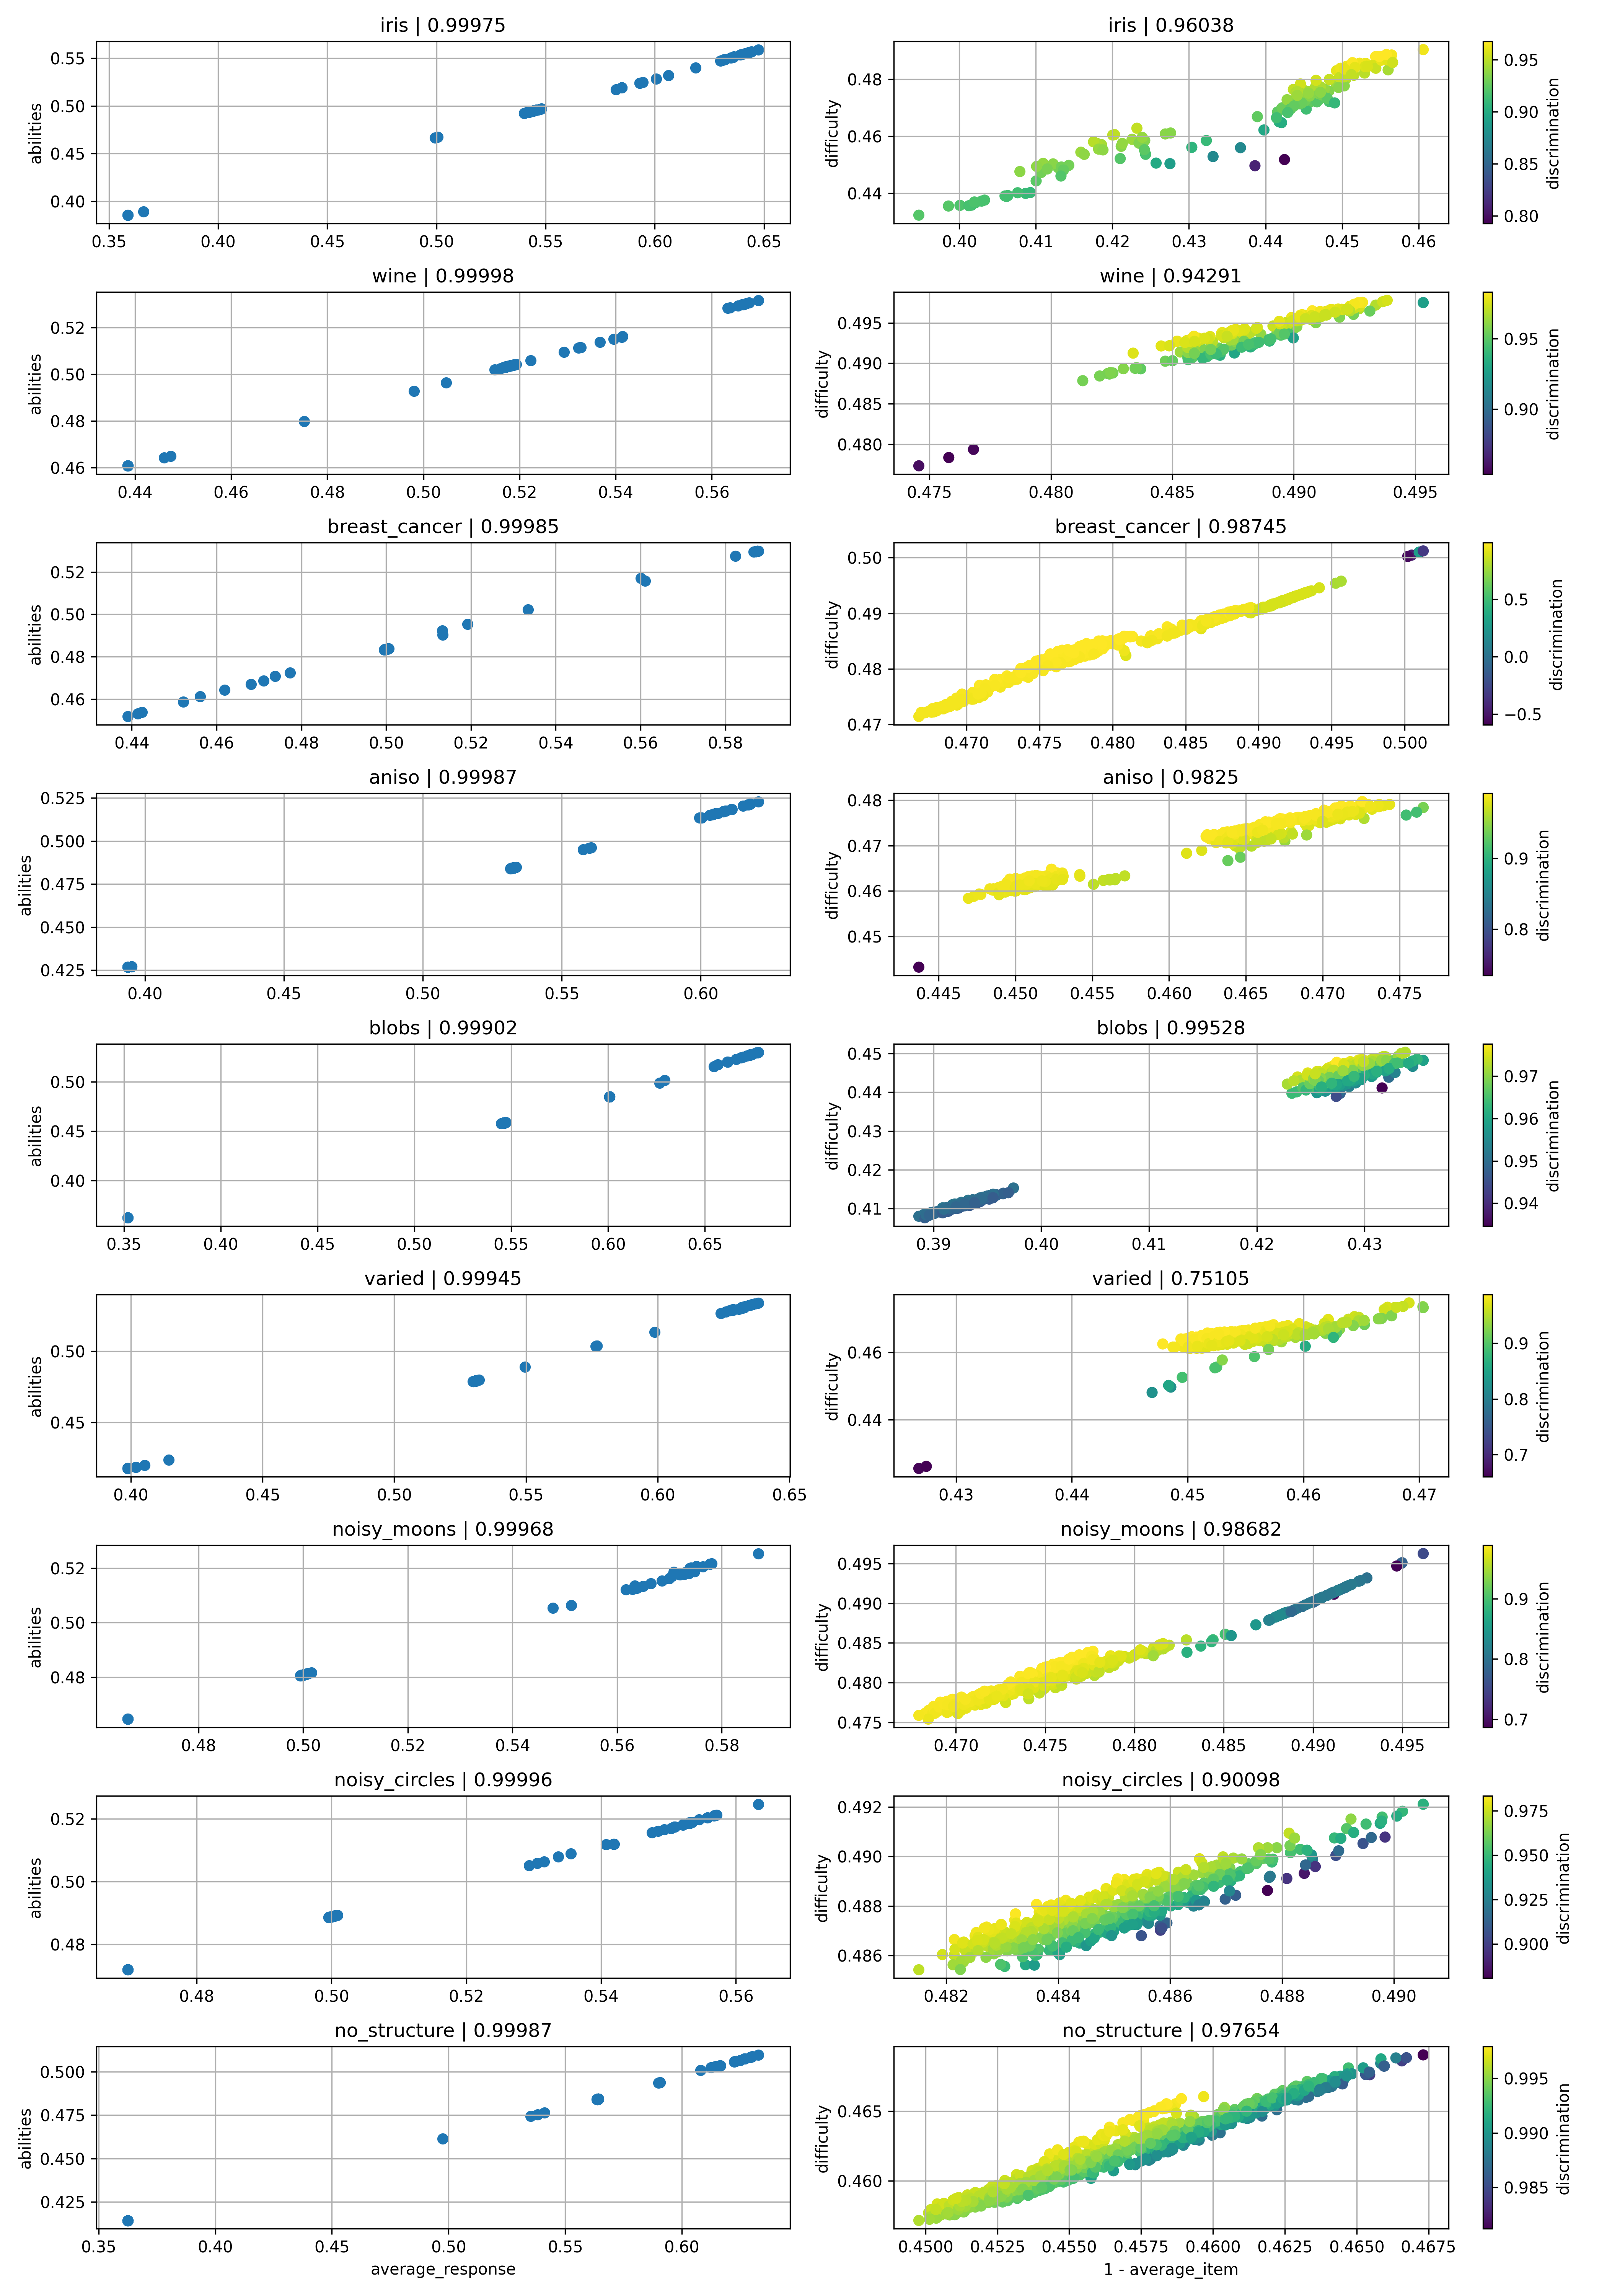 iris | 0.99975
abilities
0.55
0.50
0.45
0.40
0.35 0.40 0.45 0.50 0.55 0.60 0.65
iris | 0.96038
difficulty
0.48
0.46
0.44
0.40 0.41 0.42 0.43 0.44 0.45 0.46
0.95
0.90
0.85
0.80
discrimination
wine | 0.99998
abilities
0.52
0.50
0.48
0.46
0.44 0.46 0.48 0.50 0.52 0.54 0.56
wine | 0.94291
difficulty
0.495
0.490
0.485
0.480
0.475 0.480 0.485 0.490 0.495
0.95
0.90
discrimination
breast_cancer | 0.99985
abilities
0.52
0.50
0.48
0.46
0.44 0.46 0.48 0.50 0.52 0.54 0.56 0.58
breast_cancer | 0.98745
difficulty
0.50
0.49
0.48
0.47
0.470 0.475 0.480 0.485 0.490 0.495 0.500
0.5
0.0
−0.5
discrimination
aniso | 0.99987
abilities
0.525
0.500
0.475
0.450
0.425
0.40 0.45 0.50 0.55 0.60
aniso | 0.9825
difficulty
0.48
0.47
0.46
0.45
0.445 0.450 0.455 0.460 0.465 0.470 0.475
0.9
0.8
discrimination
blobs | 0.99902
abilities
0.50
0.45
0.40
0.35 0.40 0.45 0.50 0.55 0.60 0.65
blobs | 0.99528
difficulty
0.45
0.44
0.43
0.42
0.41
0.39 0.40 0.41 0.42 0.43
0.97
0.96
0.95
0.94
discrimination
varied | 0.99945
abilities
0.50
0.45
0.40 0.45 0.50 0.55 0.60 0.65
varied | 0.75105
difficulty
0.46
0.44
0.43 0.44 0.45 0.46 0.47
0.9
0.8
0.7
discrimination
noisy_moons | 0.99968
abilities
0.52
0.50
0.48
0.48 0.50 0.52 0.54 0.56 0.58
noisy_moons | 0.98682
difficulty
0.495
0.490
0.485
0.480
0.475
0.470 0.475 0.480 0.485 0.490 0.495
0.9
0.8
0.7
discrimination
noisy_circles | 0.99996
abilities
0.52
0.50
0.48
0.48 0.50 0.52 0.54 0.56
noisy_circles | 0.90098
difficulty
0.492
0.490
0.488
0.486
0.482 0.484 0.486 0.488 0.490
0.975
0.950
0.925
0.900
discrimination
no_structure | 0.99987
abilities
0.500
0.475
0.450
0.425
0.35 0.40 0.45 0.50 0.55 0.60
average_response
no_structure | 0.97654
difficulty
0.465
0.460
0.4500 0.4525 0.4550 0.4575 0.4600 0.4625 0.4650 0.4675
1 - average_item
0.995
0.990
0.985
discrimination